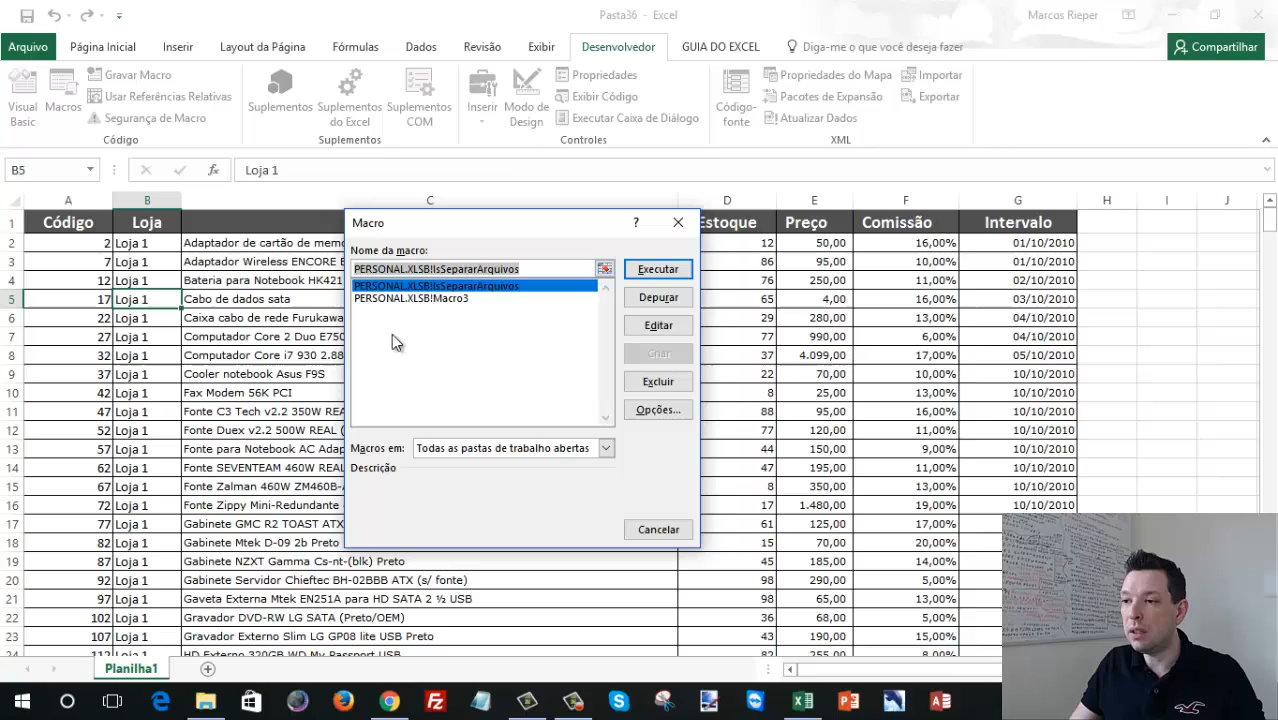 Pasta36 - Excel
Marcos Rieper
Arquivo Página Inicial Inserir Layout da Página Fórmulas Dados Revisão Exibir Desenvolvedor GUIA DO EXCEL Diga-me o que você deseja fazer Compartilhar
Visual Basic
Macros
Gravar Macro
Usar Referências Relativas
Segurança de Macro
Código
Suplementos
Suplementos do Excel
Suplementos COM
Suplementos
Inserir
Modo de Design
Propriedades
Exibir Código
Executar Caixa de Diálogo
Controles
Código-fonte
Propriedades do Mapa
Pacotes de Expansão
Atualizar Dados
Importar
Exportar
XML
B5 fx Loja 1
A B C D E F G H I J
1 Código Loja Estoque Preço Comissão Intervalo
2 2 Loja 1 Adaptador de cartão de memo 12 50,00 16,00% 01/10/2010
3 7 Loja 1 Adaptador Wireless ENCORE E 86 95,00 10,00% 01/10/2010
4 12 Loja 1 Bateria para Notebook HK421 76 250,00 11,00% 02/10/2010
5 17 Loja 1 Cabo de dados sata 65 4,00 16,00% 03/10/2010
6 22 Loja 1 Caixa cabo de rede Furukawa 29 280,00 13,00% 04/10/2010
7 27 Loja 1 Computador Core 2 Duo E750 77 990,00 6,00% 04/10/2010
8 32 Loja 1 Computador Core i7 930 2.88 37 4.099,00 17,00% 05/10/2010
9 37 Loja 1 Cooler notebook Asus F9S 22 70,00 10,00% 10/10/2010
10 42 Loja 1 Fax Modem 56K PCI 8 25,00 13,00% 10/10/2010
11 47 Loja 1 Fonte C3 Tech v2.2 350W REA 88 95,00 16,00% 10/10/2010
12 52 Loja 1 Fonte Duex v2.2 500W REAL ( 77 130,00 11,00% 10/10/2010
13 57 Loja 1 Fonte para Notebook AC Adap 44 150,00 9,00% 10/10/2010
14 62 Loja 1 Fonte SEVENTEAM 460W REAL 47 195,00 11,00% 10/10/2010
15 67 Loja 1 Fonte Zalman 460W ZM460B-A 8 350,00 13,00% 10/10/2010
16 72 Loja 1 Fonte Zippy Mini-Redundante 17 1.480,00 19,00% 10/10/2010
17 77 Loja 1 Gabinete GMC R2 TOAST ATX 61 125,00 17,00%
18 82 Loja 1 Gabinete Mtek D-09 2b Preto 15 70,00 20,00%
19 87 Loja 1 Gabinete NZXT Gamma Cs-nt-(blk) Preto 45 185,00 14,00%
20 92 Loja 1 Gabinete Servidor Chieftec BH-02BBB ATX (s/ fonte) 98 290,00 5,00%
21 97 Loja 1 Gaveta Externa Mtek EN251A para HD SATA 2 ½ USB 98 65,00 13,00%
22 102 Loja 1 Gravador DVD-RW LG SATA (Preto/OEM) 36 68,00 5,00%
23 107 Loja 1 Gravador Externo Slim LG GP08 lite USB Preto 43 190,00 15,00%
24 112 Loja 1 HD Externo 320GB WD My Passport USB 82 255,00 8,00%
Macro ?
Nome da macro:
PERSONAL.XLSB!lsSepararArquivos
PERSONAL.XLSB!lsSepararArquivos
PERSONAL.XLSB!Macro3
Executar
Depurar
Editar
Criar
Excluir
Opções...
Macros em: Todas as pastas de trabalho abertas
Descrição
Cancelar
Planilha1